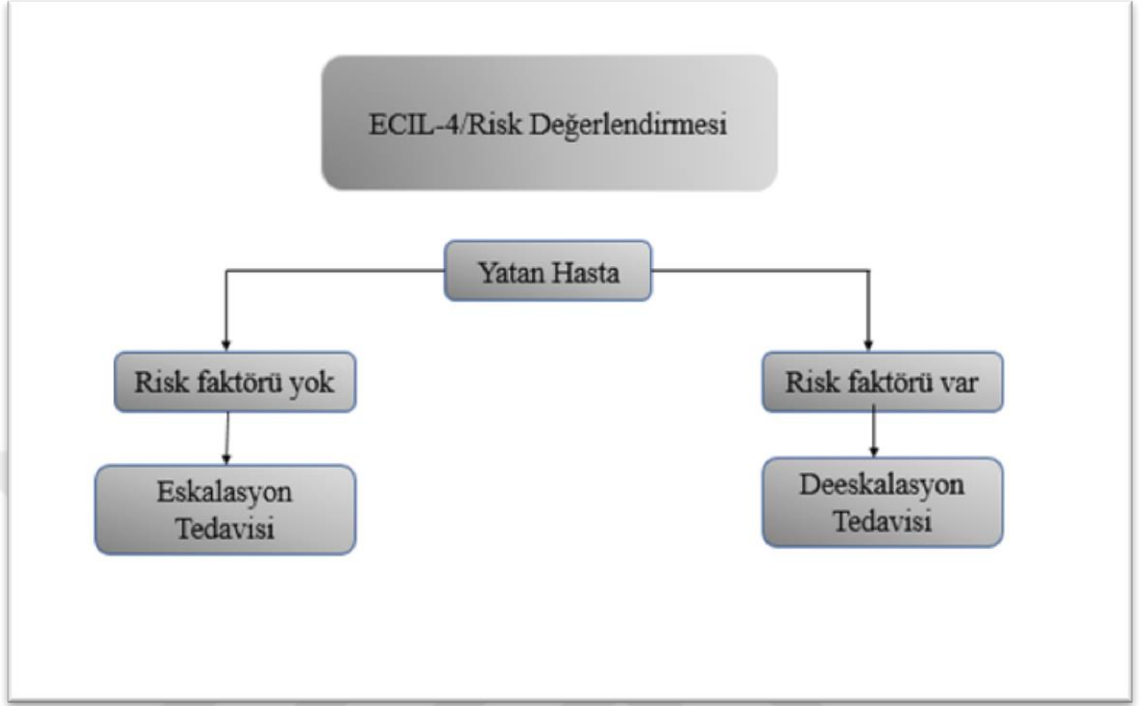 ECIL-4/Risk Değerlendirmesi
Yatan Hasta
Risk faktörü yok
Risk faktörü var
Eskalasyon
Tedavisi
Deeskalasyon
Tedavisi